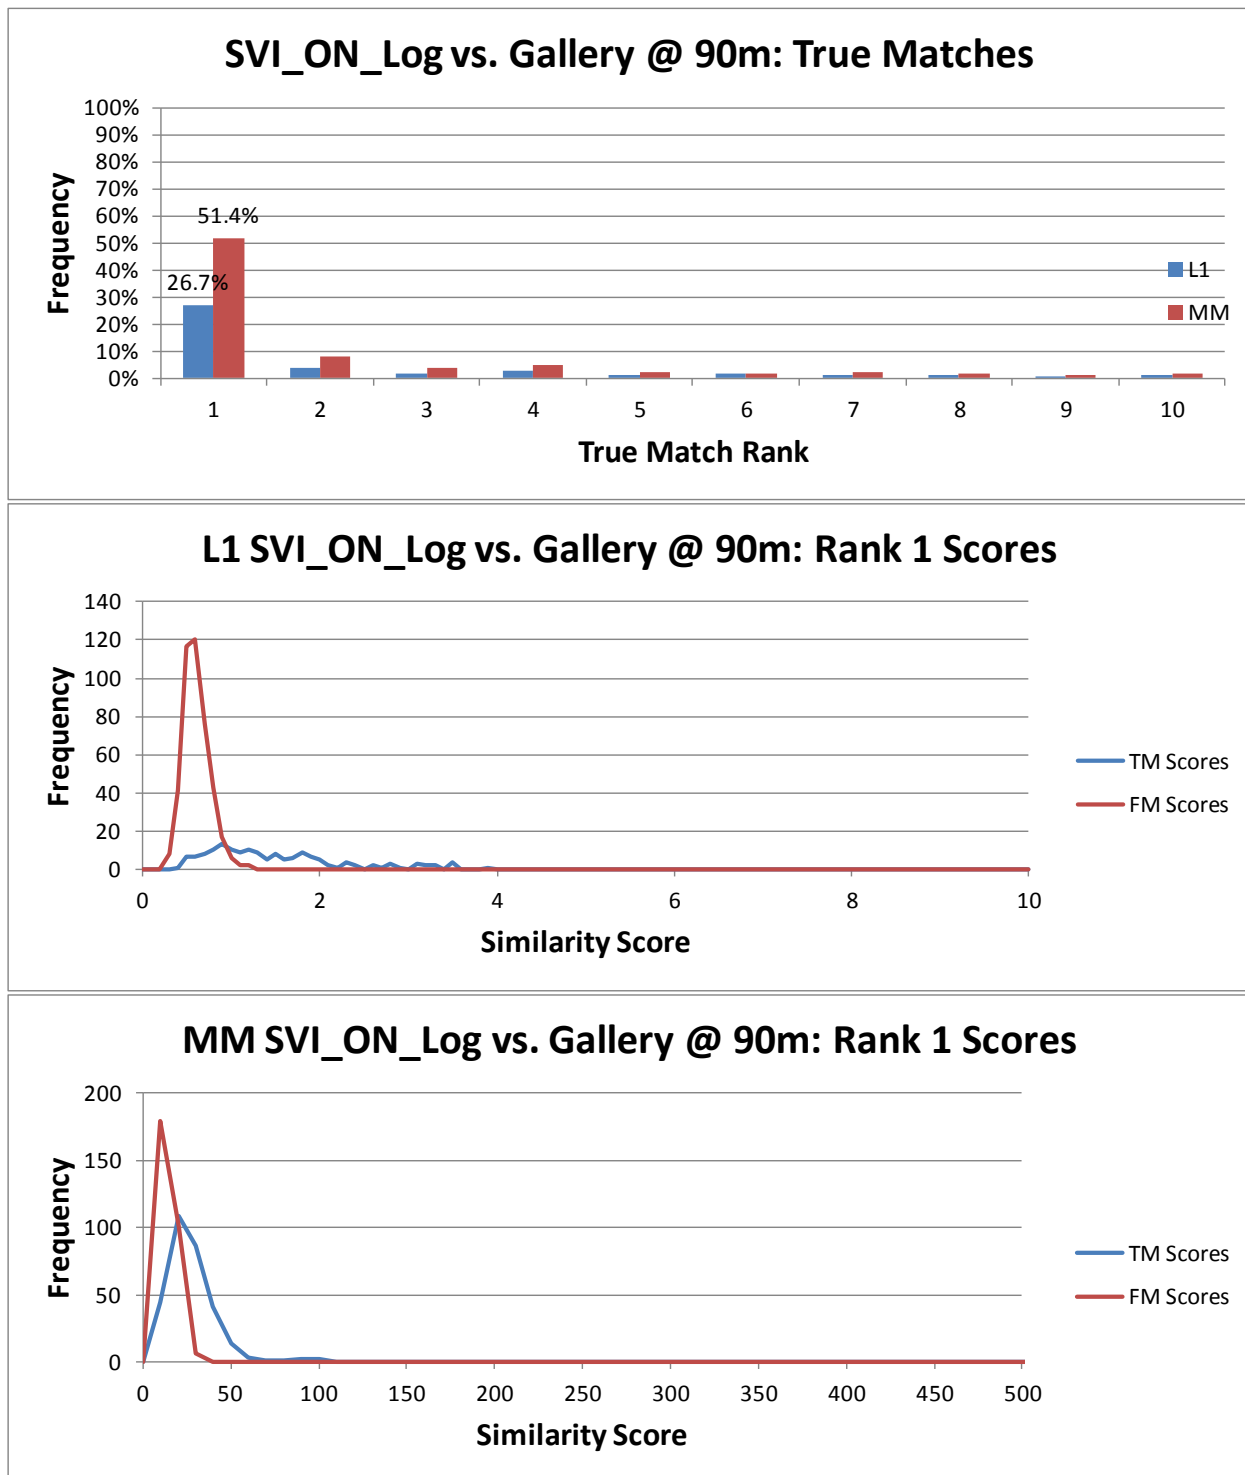 SVI_ON_Log vs. Gallery @ 90m: True Matches
Frequency
100%
90%
80%
70%
60%
50%
40%
30%
20%
10%
0%
51.4%
26.7%
L1
MM
1 2 3 4 5 6 7 8 9 10
True Match Rank
L1 SVI_ON_Log vs. Gallery @ 90m: Rank 1 Scores
Frequency
140
120
100
80
60
40
20
0
TM Scores
FM Scores
0 2 4 6 8 10
Similarity Score
MM SVI_ON_Log vs. Gallery @ 90m: Rank 1 Scores
Frequency
200
150
100
50
0
TM Scores
FM Scores
0 50 100 150 200 250 300 350 400 450 500
Similarity Score